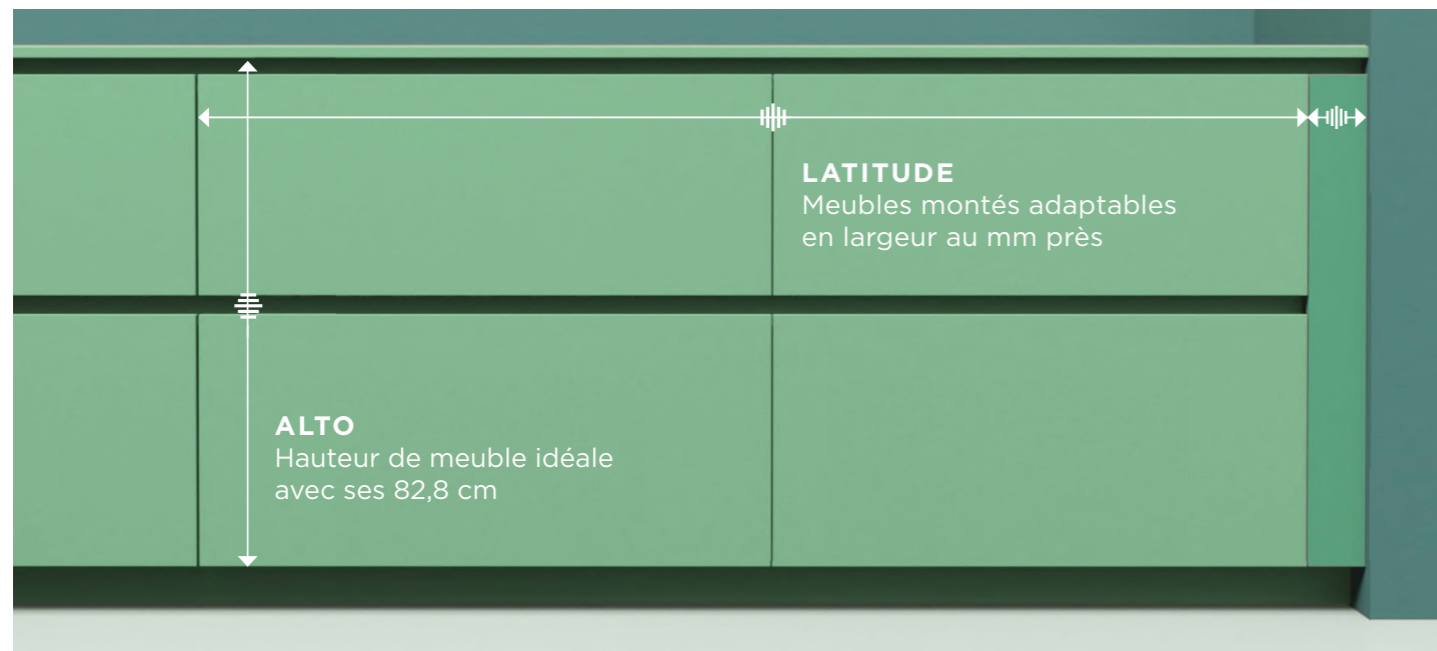 LATITUDE
Meubles montés adaptables
en largeur au mm près
ALTO
Hauteur de meuble idéale
avec ses 82,8 cm